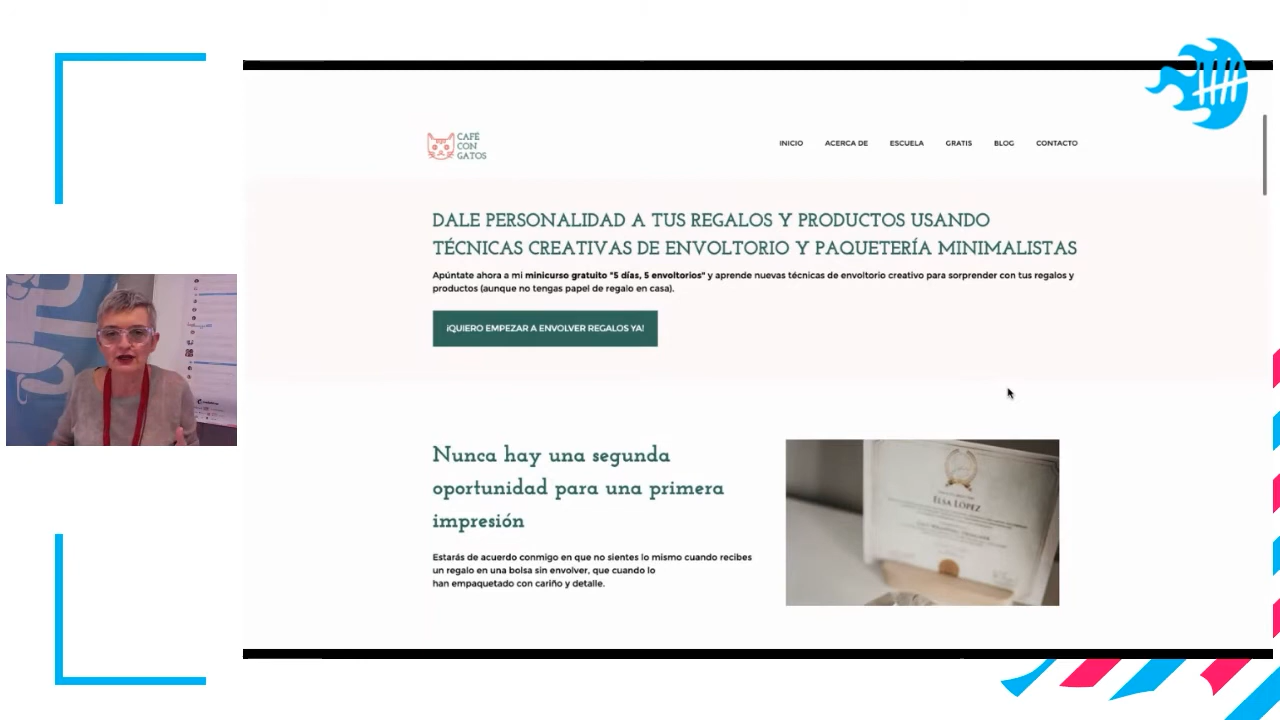 CAFÉ
CON
GATOS
INICIO
ACERCA DE
ESCUELA
GRATIS
BLOG
CONTACTO
DALE PERSONALIDAD A TUS REGALOS Y PRODUCTOS USANDO
TÉCNICAS CREATIVAS DE ENVOLTORIO Y PAQUETERÍA MINIMALISTAS
Apúntate ahora a mi minicurso gratuito "5 días, 5 envoltorios" y aprende nuevas técnicas de envoltorio creativo para sorprender con tus regalos y
productos (aunque no tengas papel de regalo en casa).
¡QUIERO EMPEZAR A ENVOLVER REGALOS YA!
Nunca hay una segunda
oportunidad para una primera
impresión
Estarás de acuerdo conmigo en que no sientes lo mismo cuando recibes
un regalo en una bolsa sin envolver, que cuando lo
han empaquetado con cariño y detalle.
ELSA LÓPEZ